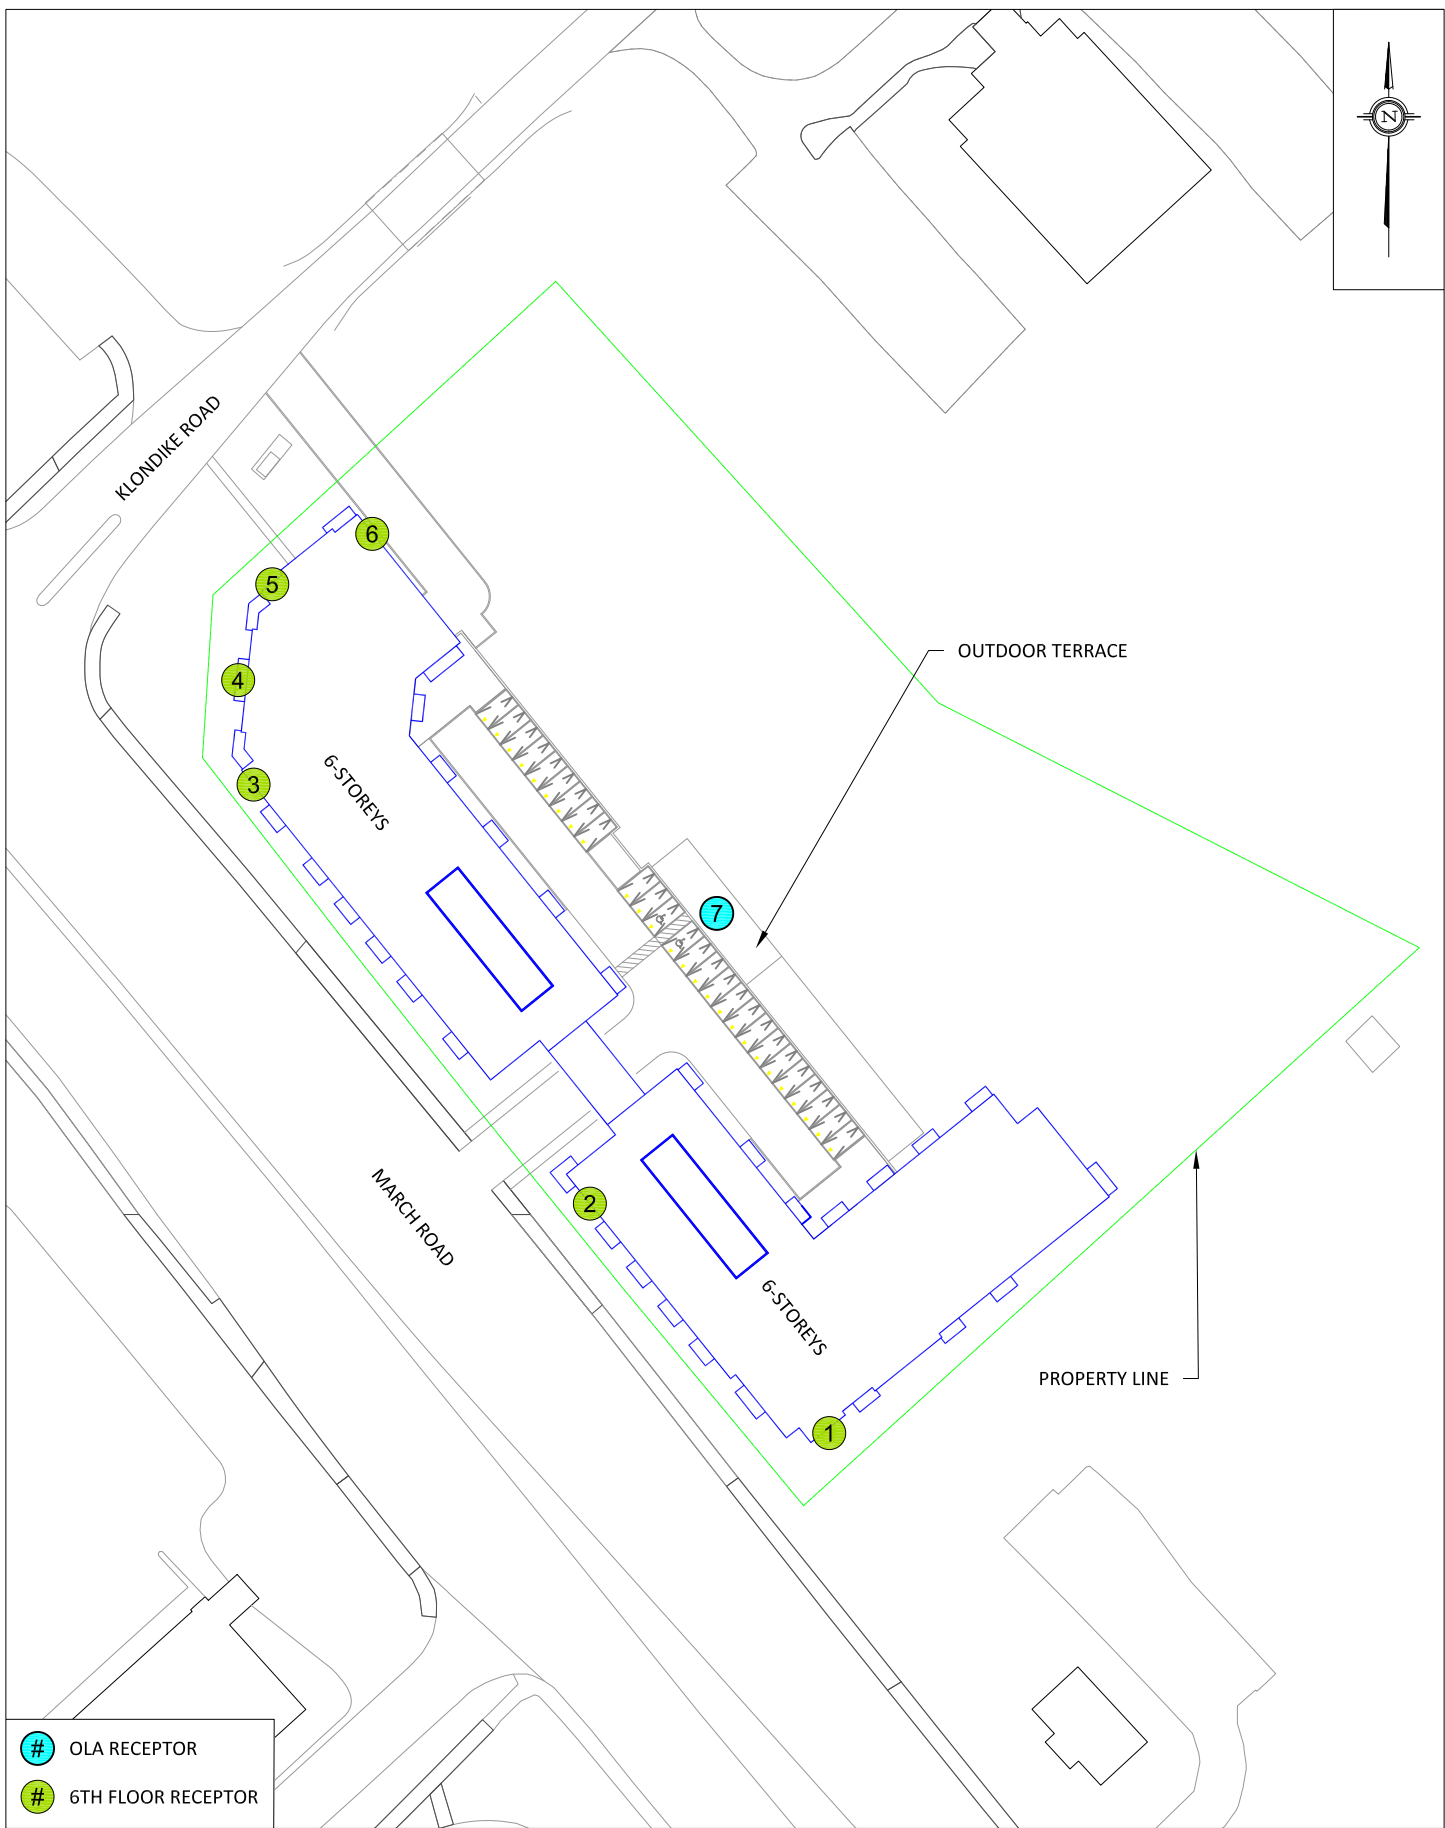 N
KLONDIKE ROAD
6
5
OUTDOOR TERRACE
4
3
6-STOREYS
7
MARCH ROAD
2
6-STOREYS
PROPERTY LINE
1
# OLA RECEPTOR
# 6TH FLOOR RECEPTOR